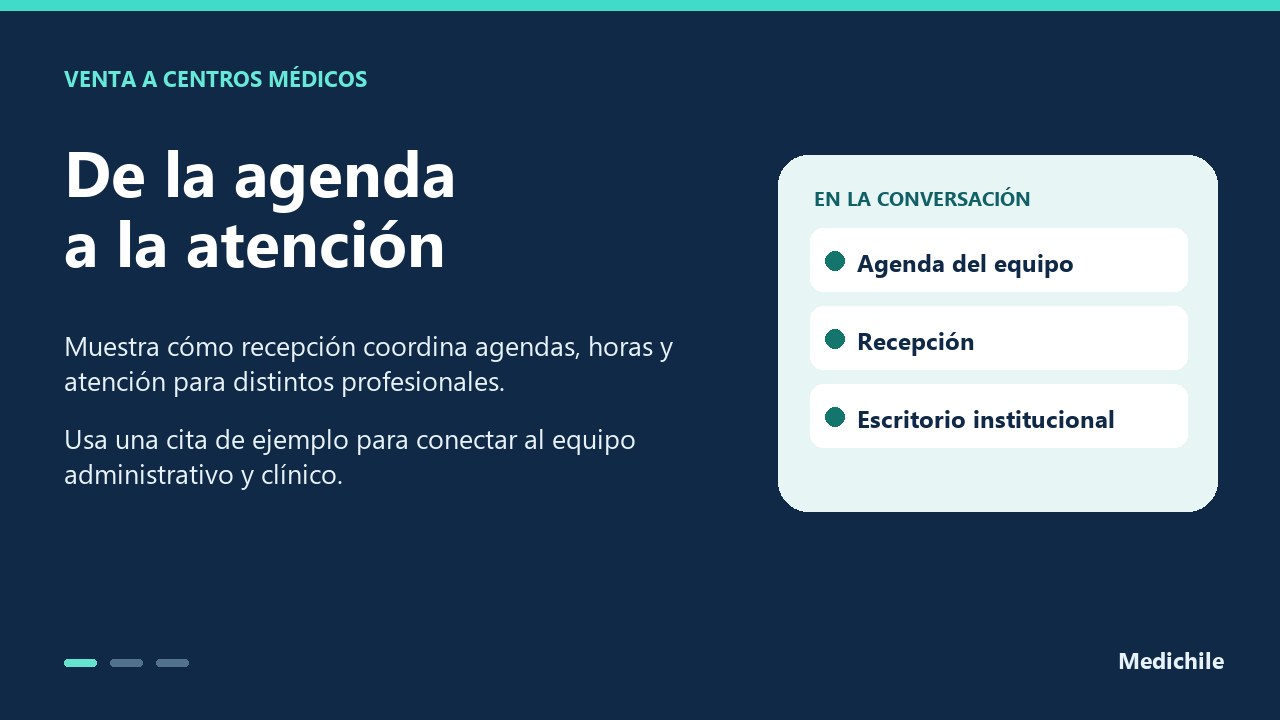 VENTA A CENTROS MÉDICOS
De la agenda
a la atención
Muestra cómo recepción coordina agendas, horas y
atención para distintos profesionales.
Usa una cita de ejemplo para conectar al equipo
administrativo y clínico.
EN LA CONVERSACIÓN
Agenda del equipo
Recepción
Escritorio institucional
Medichile